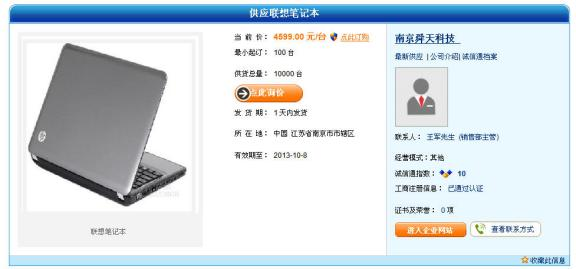 供应联想笔记本
当 前 价： 4599.00 元/台 点此订购
最小起订： 100 台
供货总量： 10000 台
点此询价
发 货 期： 1 天内发货
所 在 地： 中国 江苏省南京市市辖区
有效期至： 2013-10-8
联想笔记本
南京舜天科技
最新供应 | 公司介绍 | 诚信通档案
联系人： 王军先生 (销售部主管)
经营模式：其他
诚信通指数： 10
工商注册信息： 已通过认证
证书及荣誉： 0 项
进入企业网站 查看联系方式
收藏此信息